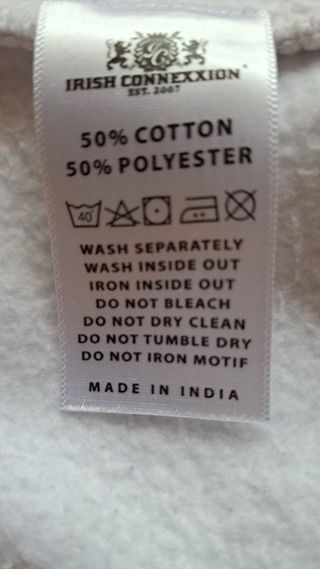 IRISH CONNEXXION
EST. 2007
50% COTTON
50% POLYESTER
40
WASH SEPARATELY
WASH INSIDE OUT
IRON INSIDE OUT
DO NOT BLEACH
DO NOT DRY CLEAN
DO NOT TUMBLE DRY
DO NOT IRON MOTIF
MADE IN INDIA